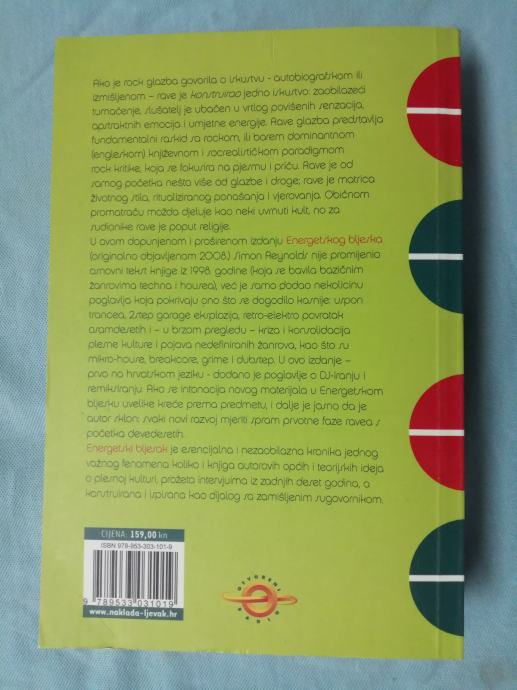 Ako je rock glazba govorila o iskustvu - autobiografskom ili
izmišljenom – rave je konstruirao jedno iskustvo: zaobilazeći
tumačenje, slušatelj je ubačen u vrtlog povišenih senzacija,
apstraktnih emocija i umjetne energije. Rave glazba predstavlja
fundamentalni raskid sa rockom, ili barem dominantnom
(engleskom) književnom i socrealističkom paradigmom
rock kritike, koja se fokusira na pjesmu i priču. Rave je od
samog početka nešto više od glazbe i droge; rave je matrica
životnog stila, ritualiziranog ponašanja i vjerovanja. Običnom
promatraču možda djeluje kao neki uvrnuti kult, no za
sudionike rave je poput religije.
U ovom dopunjenom i proširenom izdanju Energetskog bljeska
(originalno objavljenom 2008.) Simon Reynolds nije promijenio
osnovni tekst knjige iz 1998. godine (koja se bavila bazičnim
žanrovima techna i housea), već je samo dodao nekolicinu
poglavlja koja pokrivaju ono što se dogodilo kasnije: uspon
trancea, 2step garage eksplozija, retro-elektro povratak
osamdesetih i – u brzom pregledu – kriza i konsolidacija
plesne kulture i pojava nedefiniranih žanrova, kao što su
mikro-house, breakcore, grime i dubstep. U ovo izdanje –
prvo na hrvatskom jeziku - dodano je poglavlje o DJ-iranju i
remiksiranju. Ako se intonacija novog materijala u Energetskom
bljesku uvelike kreće prema predmetu, i dalje je jasno da je
autor sklon: svaki novi razvoj mjeriti spram prvotne faze ravea s
početka devedesetih.
Energetski bljesak je esencijalna i nezaobilazna kronika jednog
važnog fenomena koliko i knjiga autorovih općih i teorijskih ideja
o plesnoj kulturi, prožeta intervjuima iz zadnjih deset godina, a
konstruirana i ispirana kao dijalog sa zamišljenim sugovornikom.
CIJENA: 159,00 kn
ISBN 978-953-303-101-9
9 789533 031019
www.naklada-ljevak.hr
OTVORENI
RADIO